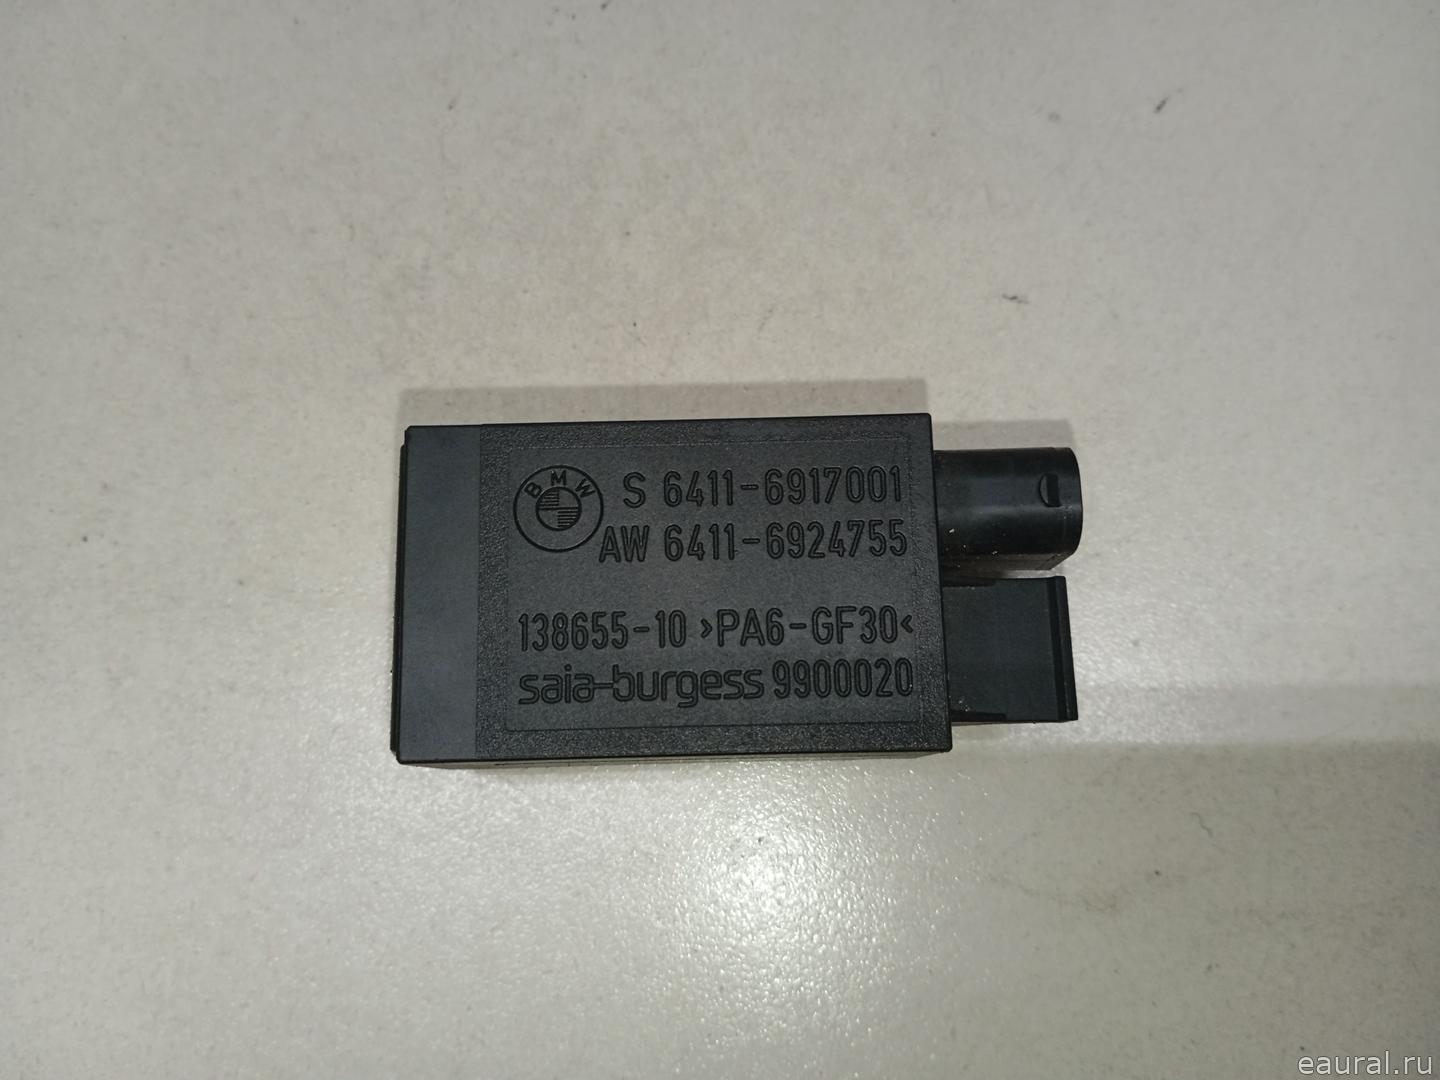 BMW
S 6411-6917001
AW 6411-6924755
138655-10 >PA6-GF30<
saia-burgess 9900020
eaural.ru